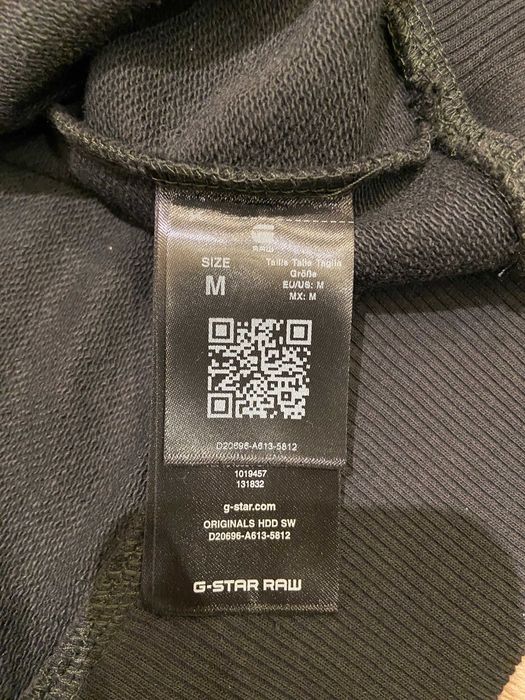 RAW
SIZE
M
Taille Talle Taglia
Größe
EU/US: M
MX: M
D20696-A613-5812
1019457
131832
g-star.com
ORIGINALS HDD SW
D20696-A613-5812
G-STAR RAW